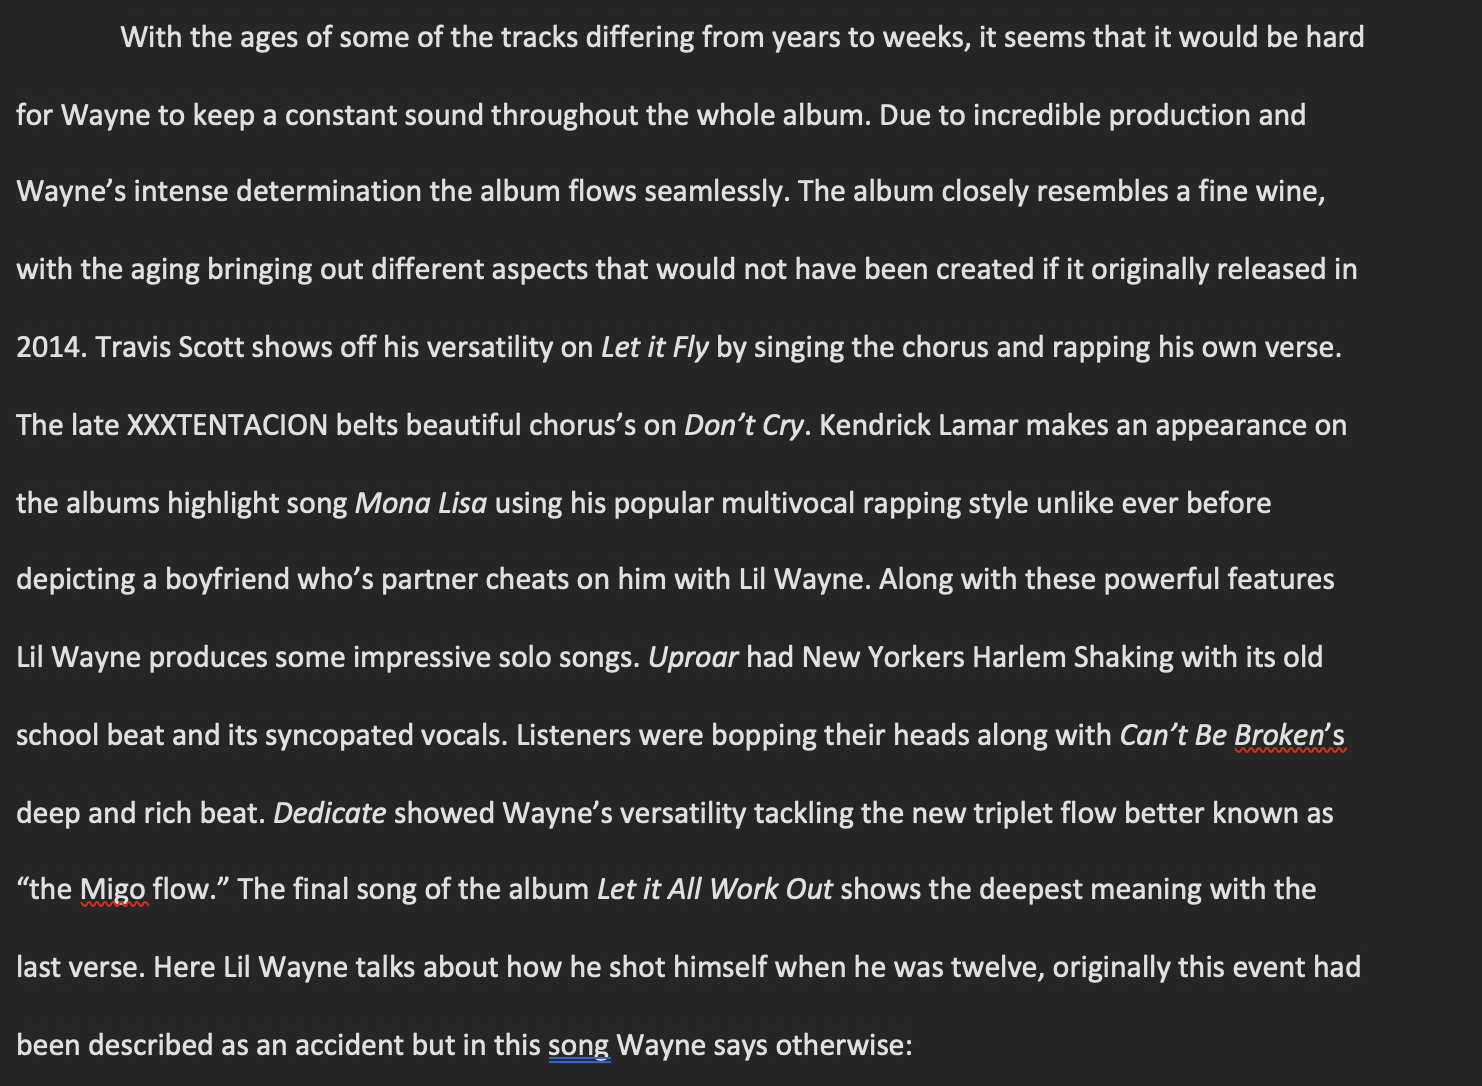 With the ages of some of the tracks differing from years to weeks, it seems that it would be hard
for Wayne to keep a constant sound throughout the whole album. Due to incredible production and
Wayne’s intense determination the album flows seamlessly. The album closely resembles a fine wine,
with the aging bringing out different aspects that would not have been created if it originally released in
2014. Travis Scott shows off his versatility on Let it Fly by singing the chorus and rapping his own verse.
The late XXXTENTACION belts beautiful chorus’s on Don’t Cry. Kendrick Lamar makes an appearance on
the albums highlight song Mona Lisa using his popular multivocal rapping style unlike ever before
depicting a boyfriend who’s partner cheats on him with Lil Wayne. Along with these powerful features
Lil Wayne produces some impressive solo songs. Uproar had New Yorkers Harlem Shaking with its old
school beat and its syncopated vocals. Listeners were bopping their heads along with Can’t Be Broken’s
deep and rich beat. Dedicate showed Wayne’s versatility tackling the new triplet flow better known as
“the Migo flow.” The final song of the album Let it All Work Out shows the deepest meaning with the
last verse. Here Lil Wayne talks about how he shot himself when he was twelve, originally this event had
been described as an accident but in this song Wayne says otherwise: